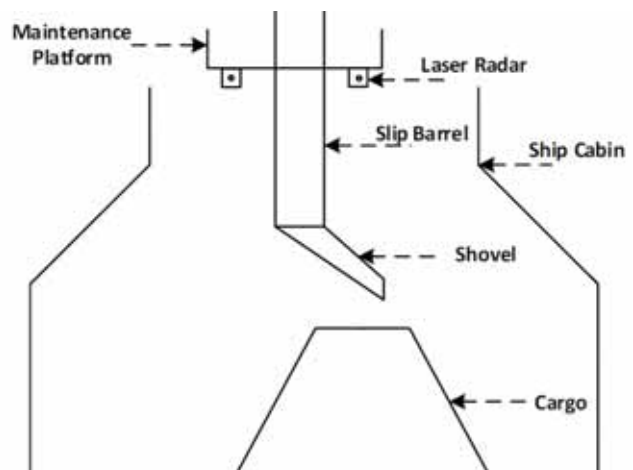 Maintenance
Platform
Laser Radar
Slip Barrel
Ship Cabin
Shovel
Cargo